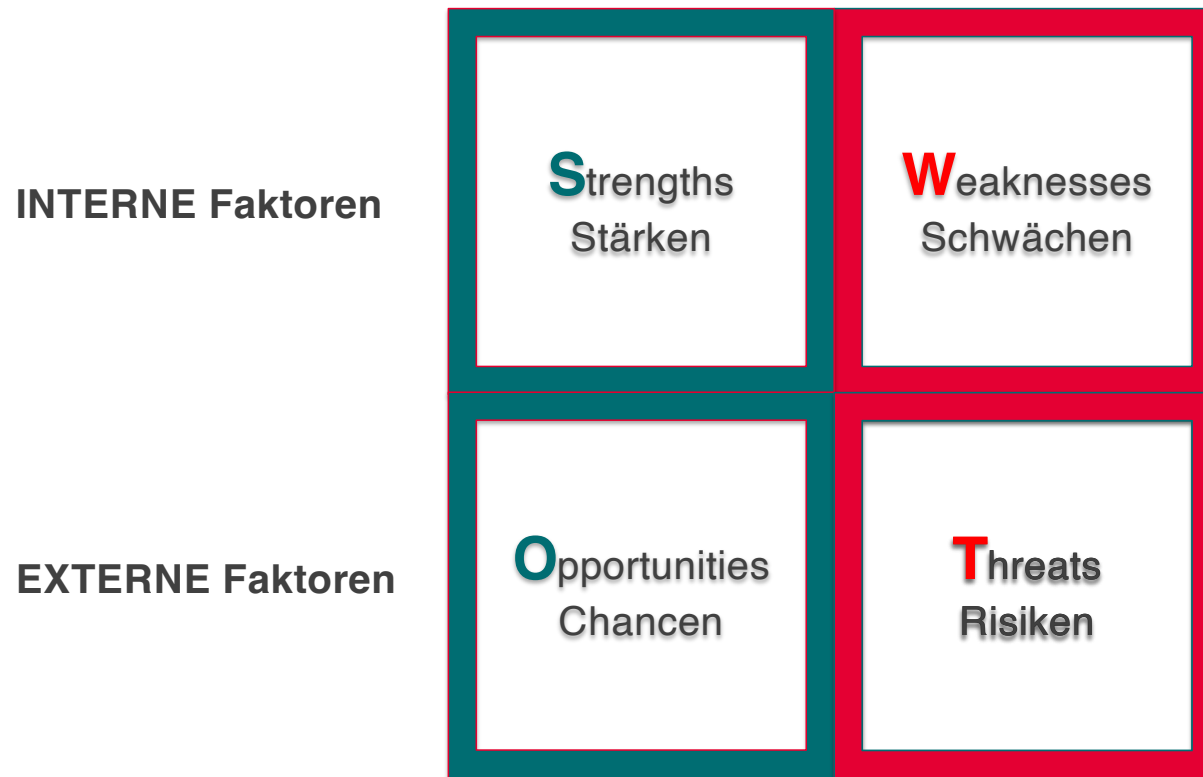 INTERNE Faktoren
Strengths
Stärken
Weaknesses
Schwächen
EXTERNE Faktoren
Opportunities
Chancen
Threats
Risiken